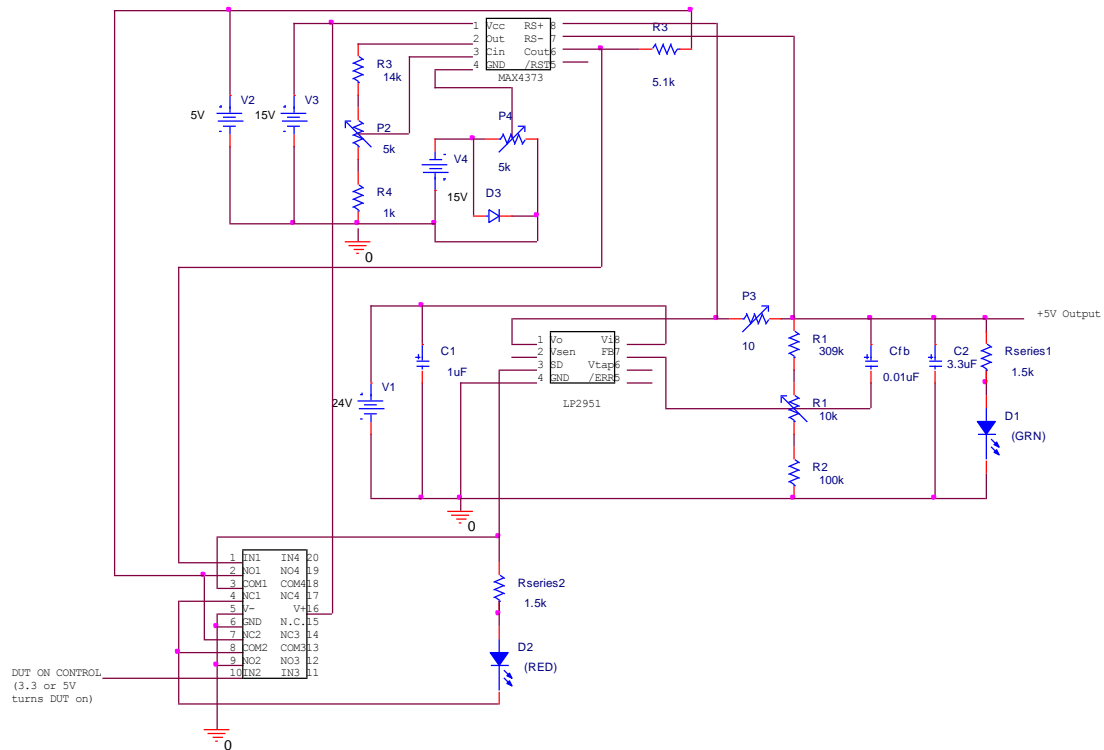 1 Vcc RS+ 8
2 Out RS- 7
3 Cin Cout 6
4 GND /RST 5
MAX4373
R3
5.1k
R3
14k
V2
5V
V3
15V
P2
5k
P4
5k
V4
15V
D3
R4
1k
0
P3
10
+5V Output
1 Vo Vi 8
2 Vsen FB 7
3 SD Vtap 6
4 GND /ERR 5
LP2951
C1
1uF
V1
24V
R1
309k
Cfb
0.01uF
C2
3.3uF
Rseries1
1.5k
R1
10k
D1
(GRN)
R2
100k
0
1 IN1 IN4 20
2 NO1 NO4 19
3 COM1 COM4 18
4 NC1 NC4 17
5 V- V+ 16
6 GND N.C. 15
7 NC2 NC3 14
8 COM2 COM3 13
9 NO2 NO3 12
10 IN2 IN3 11
Rseries2
1.5k
D2
(RED)
DUT ON CONTROL
(3.3 or 5V
turns DUT on)
0